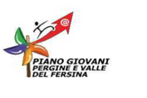 PIANO GIOVANI
PERGINE E VALLE
DEL FERSINA